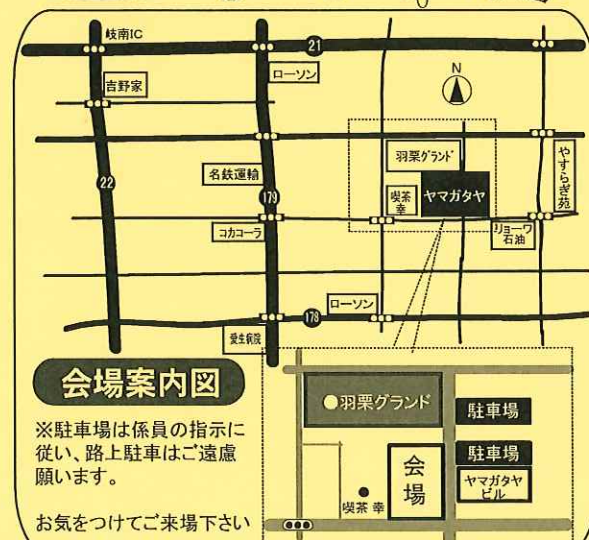 岐南IC
21
吉野家
ローソン
N
羽栗グランド
やすらぎ苑
22
名鉄運輸
179
喫茶
幸
ヤマガタヤ
コカコーラ
リョーワ
石油
ローソン
178
愛生病院
会場案内図
羽栗グランド
駐車場
※駐車場は係員の指示に
従い、路上駐車はご遠慮
願います。
会場
駐車場
ヤマガタヤ
ビル
喫茶 幸
お気をつけてご来場下さい